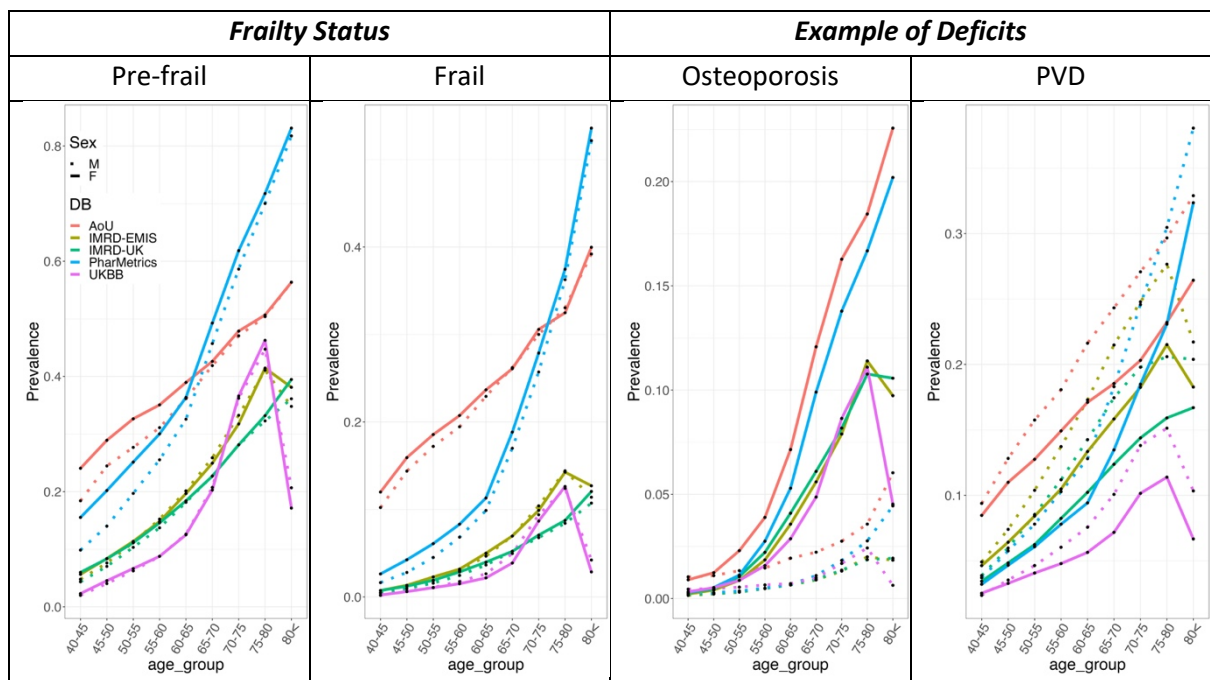 Frailty Status
Example of Deficits
Pre-frail
Frail
Osteoporosis
PVD
Prevalence
0.8
0.6
0.4
0.2
0.0
Sex
M
F
DB
AoU
IMRD-EMIS
IMRD-UK
PharMetrics
UKBB
40-45
45-50
50-55
55-60
60-65
65-70
70-75
75-80
80<
age_group
Prevalence
0.4
0.2
0.0
40-45
45-50
50-55
55-60
60-65
65-70
70-75
75-80
80<
age_group
Prevalence
0.20
0.15
0.10
0.05
0.00
40-45
45-50
50-55
55-60
60-65
65-70
70-75
75-80
80<
age_group
Prevalence
0.3
0.2
0.1
40-45
45-50
50-55
55-60
60-65
65-70
70-75
75-80
80<
age_group